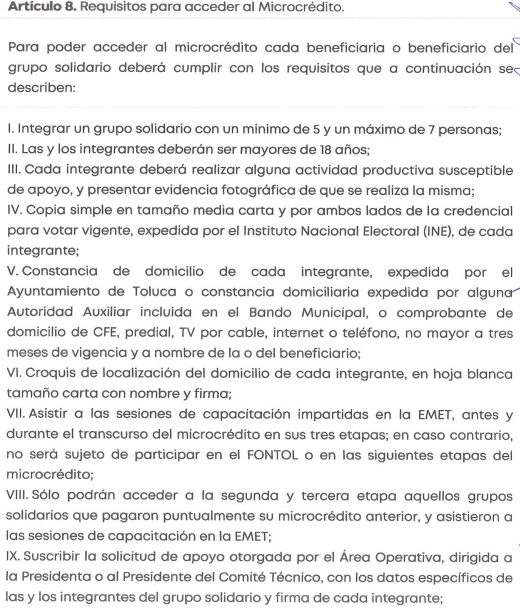 Artículo 8. Requisitos para acceder al Microcrédito.
Para poder acceder al microcrédito cada beneficiaria o beneficiario del
grupo solidario deberá cumplir con los requisitos que a continuación se
describen:
I. Integrar un grupo solidario con un mínimo de 5 y un máximo de 7 personas;
II. Las y los integrantes deberán ser mayores de 18 años;
III. Cada integrante deberá realizar alguna actividad productiva susceptible
de apoyo, y presentar evidencia fotográfica de que se realiza la misma;
IV. Copia simple en tamaño media carta y por ambos lados de la credencial
para votar vigente, expedida por el Instituto Nacional Electoral (INE), de cada
integrante;
V. Constancia de domicilio de cada integrante, expedida por el
Ayuntamiento de Toluca o constancia domiciliaria expedida por alguna
Autoridad Auxiliar incluida en el Bando Municipal, o comprobante de
domicilio de CFE, predial, TV por cable, internet o teléfono, no mayor a tres
meses de vigencia y a nombre de la o del beneficiario;
VI. Croquis de localización del domicilio de cada integrante, en hoja blanca
tamaño carta con nombre y firma;
VII. Asistir a las sesiones de capacitación impartidas en la EMET, antes y
durante el transcurso del microcrédito en sus tres etapas; en caso contrario,
no será sujeto de participar en el FONTOL o en las siguientes etapas del
microcrédito;
VIII. Sólo podrán acceder a la segunda y tercera etapa aquellos grupos
solidarios que pagaron puntualmente su microcrédito anterior, y asistieron a
las sesiones de capacitación en la EMET;
IX. Suscribir la solicitud de apoyo otorgada por el Área Operativa, dirigida a
la Presidenta o al Presidente del Comité Técnico, con los datos específicos de
las y los integrantes del grupo solidario y firma de cada integrante;